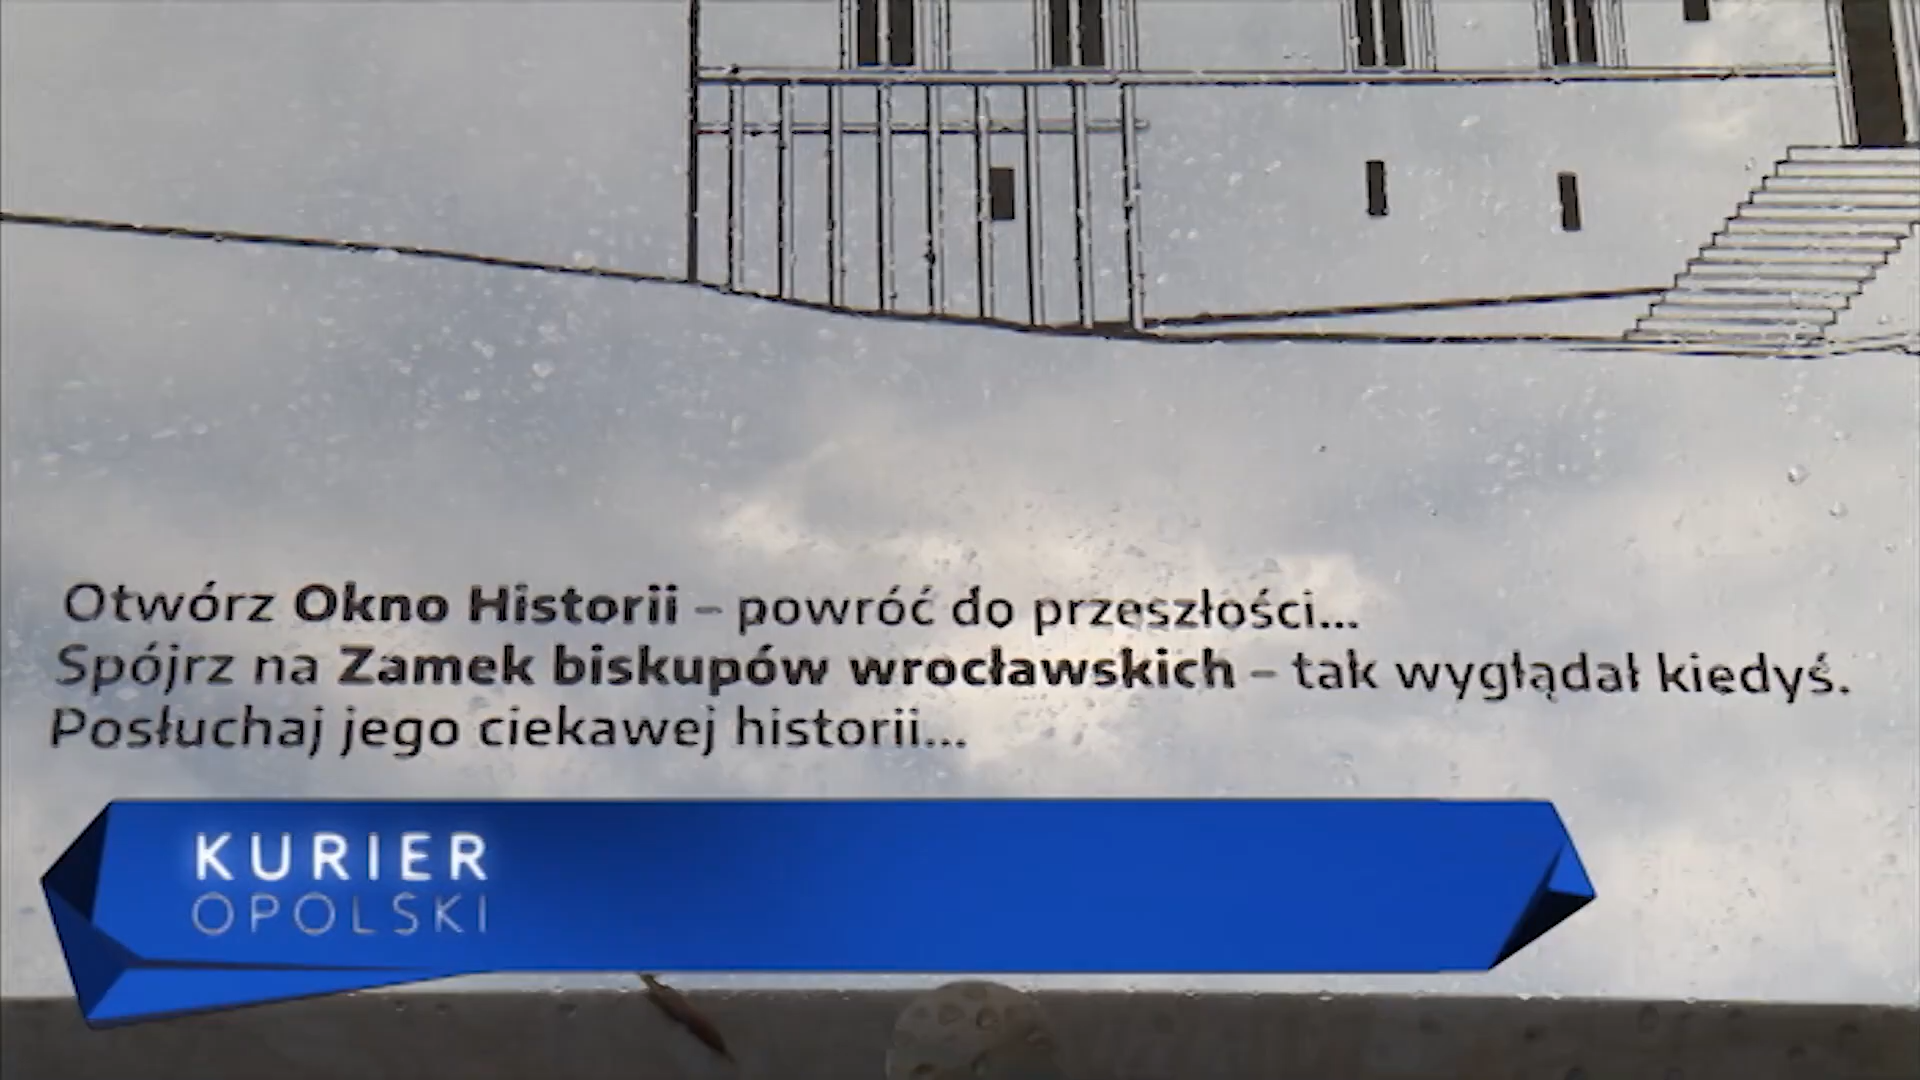 Otwórz Okno Historii – powróć do przeszłości...
Spójrz na Zamek biskupów wrocławskich – tak wyglądał kiedyś.
Posłuchaj jego ciekawej historii...
KURIER
OPOLSKI